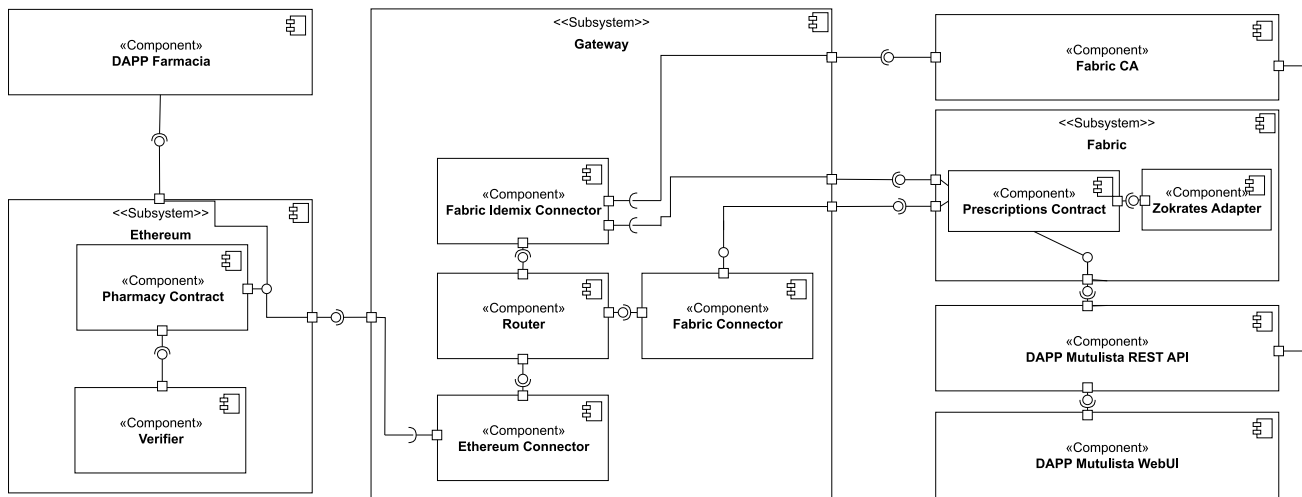 «Component»
DAPP Farmacia
<<Subsystem>>
Ethereum
«Component»
Pharmacy Contract
«Component»
Verifier
<<Subsystem>>
Gateway
«Component»
Fabric Idemix Connector
«Component»
Router
«Component»
Fabric Connector
«Component»
Ethereum Connector
«Component»
Fabric CA
<<Subsystem>>
Fabric
«Component»
Prescriptions Contract
«Component»
Zokrates Adapter
«Component»
DAPP Mutulista REST API
«Component»
DAPP Mutulista WebUI